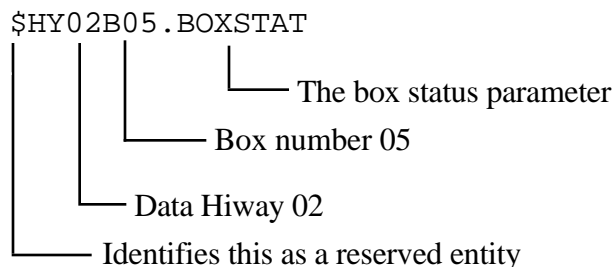 $HY02B05.BOXSTAT
The box status parameter
Box number 05
Data Hiway 02
Identifies this as a reserved entity